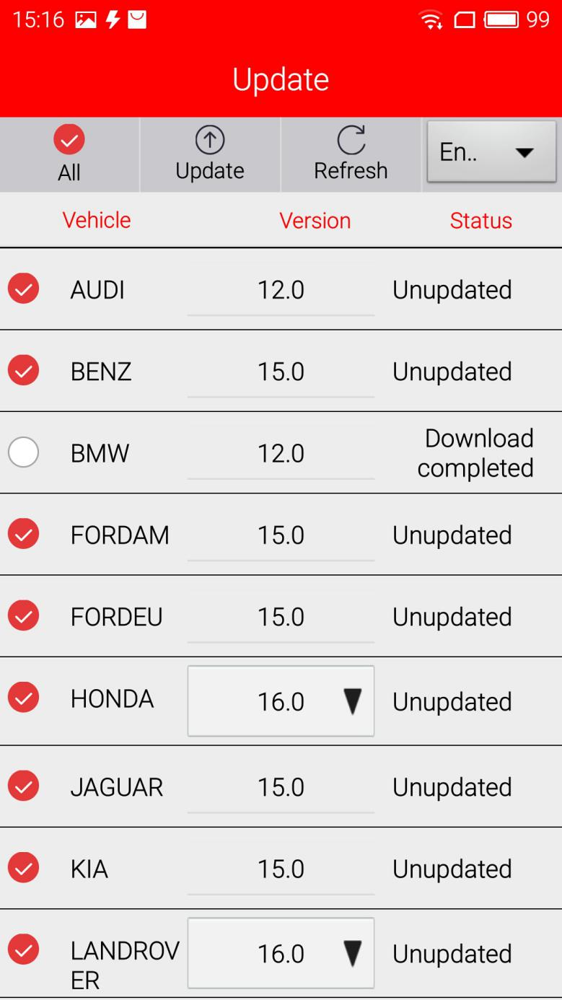 15:16 99
Update
All Update Refresh En..
Vehicle Version Status
AUDI 12.0 Unupdated
BENZ 15.0 Unupdated
BMW 12.0 Download
completed
FORDAM 15.0 Unupdated
FORDEU 15.0 Unupdated
HONDA 16.0 Unupdated
JAGUAR 15.0 Unupdated
KIA 15.0 Unupdated
LANDROV 16.0 Unupdated
ER